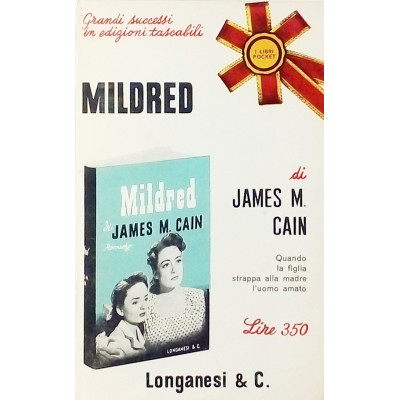 Grandi successi
in edizioni tascabili
I LIBRI
POCKET
MILDRED
Mildred
di
JAMES M. CAIN
Romanzo
LONGANESI & C.
di
JAMES M.
CAIN
Quando
la figlia
strappa alla madre
l'uomo amato
Lire 350
Longanesi & C.